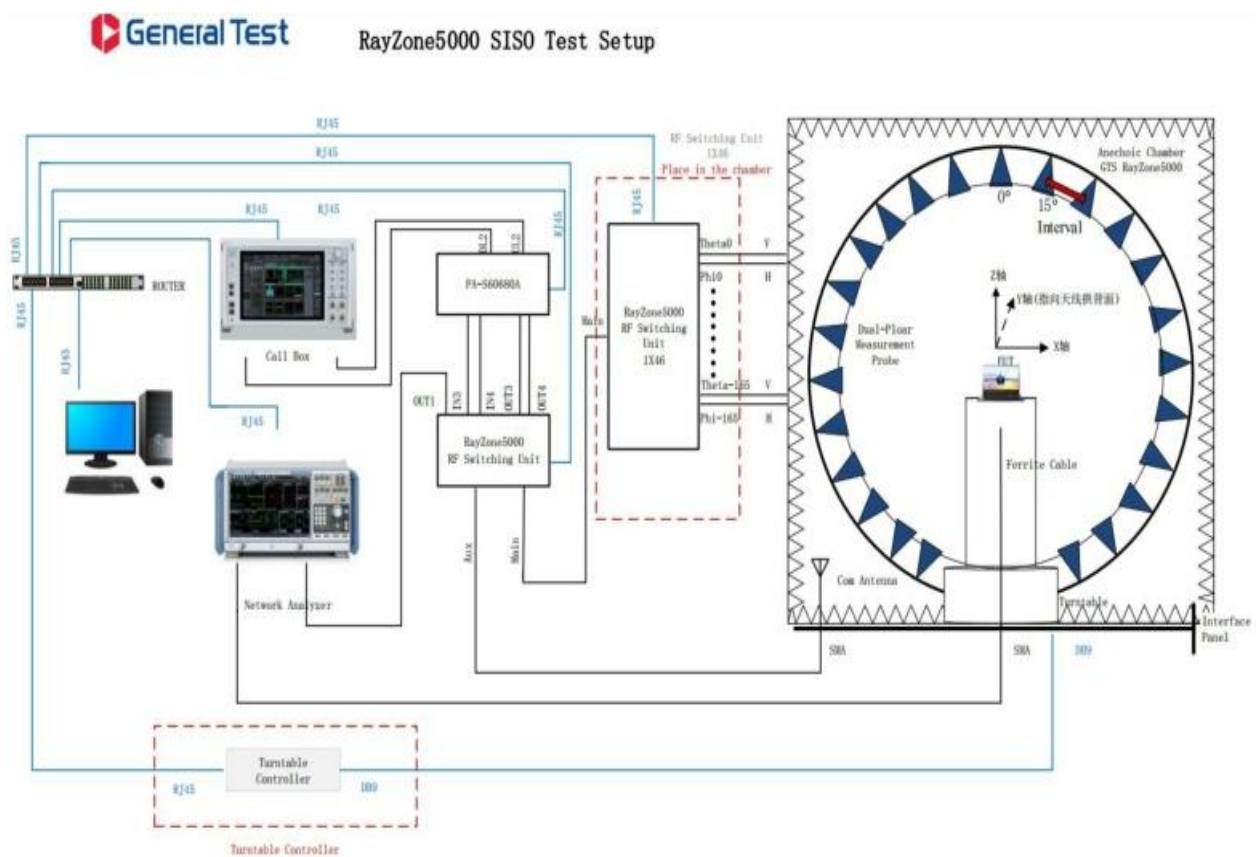 General Test
RayZone5000 SISO Test Setup
RJ45
RJ45
RJ45
RJ45
RJ45
RJ45
RJ45
RJ45
RJ45
RJ45
RJ45
ROUTER
Call Box
DL2
UL2
PA-S60680A
OUT1
IN3
IN4
OUT3
OUT4
RayZone5000
RF Switching Unit
Aux
Main
Network Analyzer
RF Switching Unit
1X46
Place in the chamber
Main
RayZone5000
RF Switching
Unit
1X46
Theta0 V
Phi0 H
Theta-165 V
Phi-165 H
Anechoic Chamber
GTS RayZone5000
0°
15°
Interval
Z轴
Y轴(指向天线拱背面)
X轴
Dual-Ploar
Measurement
Probe
Ferrite Cable
Com Antenna
Turntable
Interface
Panel
SMA
SMA
DB9
Turntable
Controller
RJ45
DB9
Turntable Controller